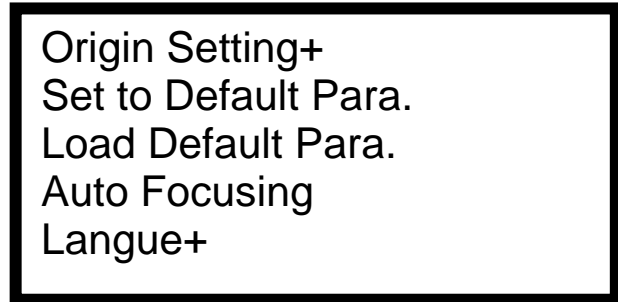 Origin Setting+
Set to Default Para.
Load Default Para.
Auto Focusing
Langue+